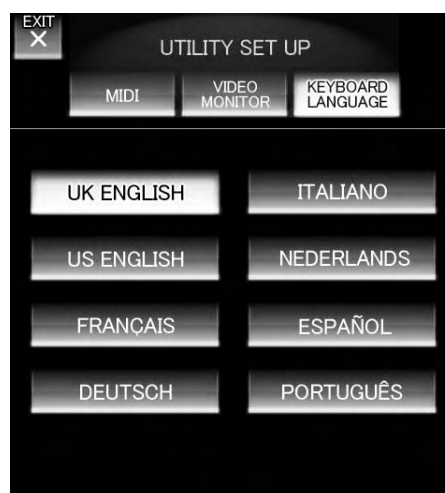 EXIT
UTILITY SET UP
MIDI
VIDEO
MONITOR
KEYBOARD
LANGUAGE
UK ENGLISH
ITALIANO
US ENGLISH
NEDERLANDS
FRANÇAIS
ESPAÑOL
DEUTSCH
PORTUGUÊS